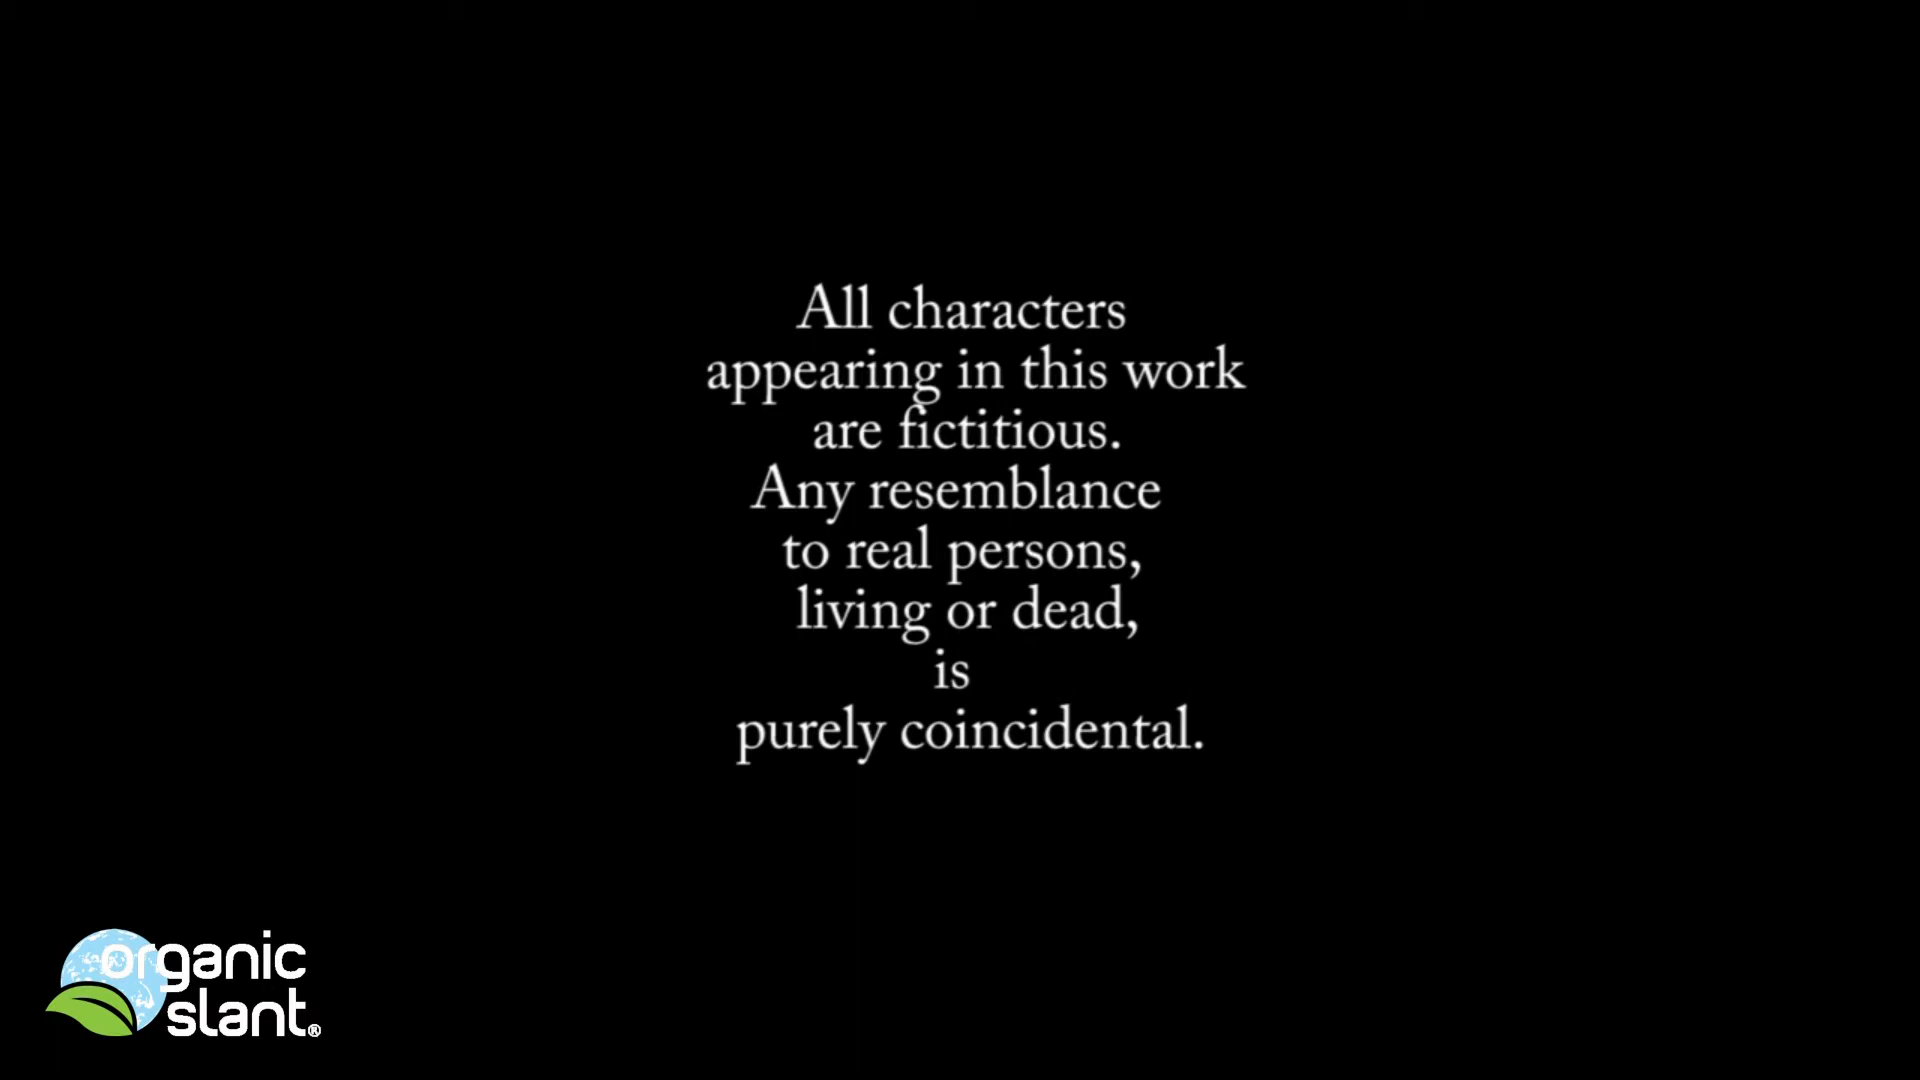 All characters
appearing in this work
are fictitious.
Any resemblance
to real persons,
living or dead,
is
purely coincidental.
organic
slant®